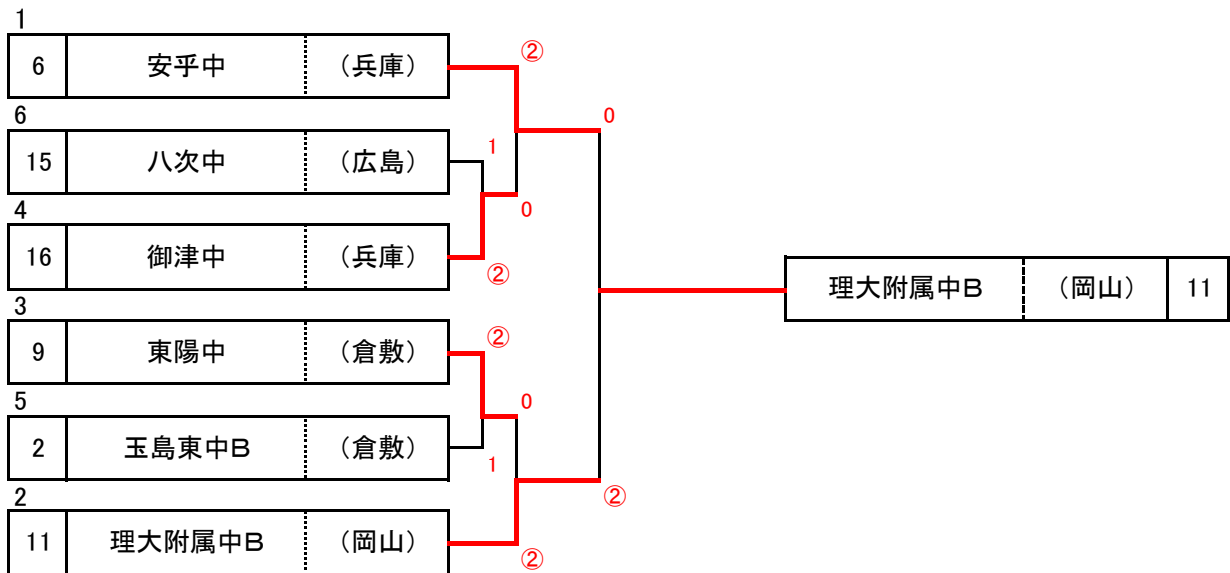 1
6 安乎中 （兵庫） ②
6 0
15 八次中 （広島） 1
4 0
16 御津中 （兵庫） ②
理大附属中B （岡山） 11
3
9 東陽中 （倉敷） ②
5 0
2 玉島東中B （倉敷） 1
2 ②
11 理大附属中B （岡山） ②